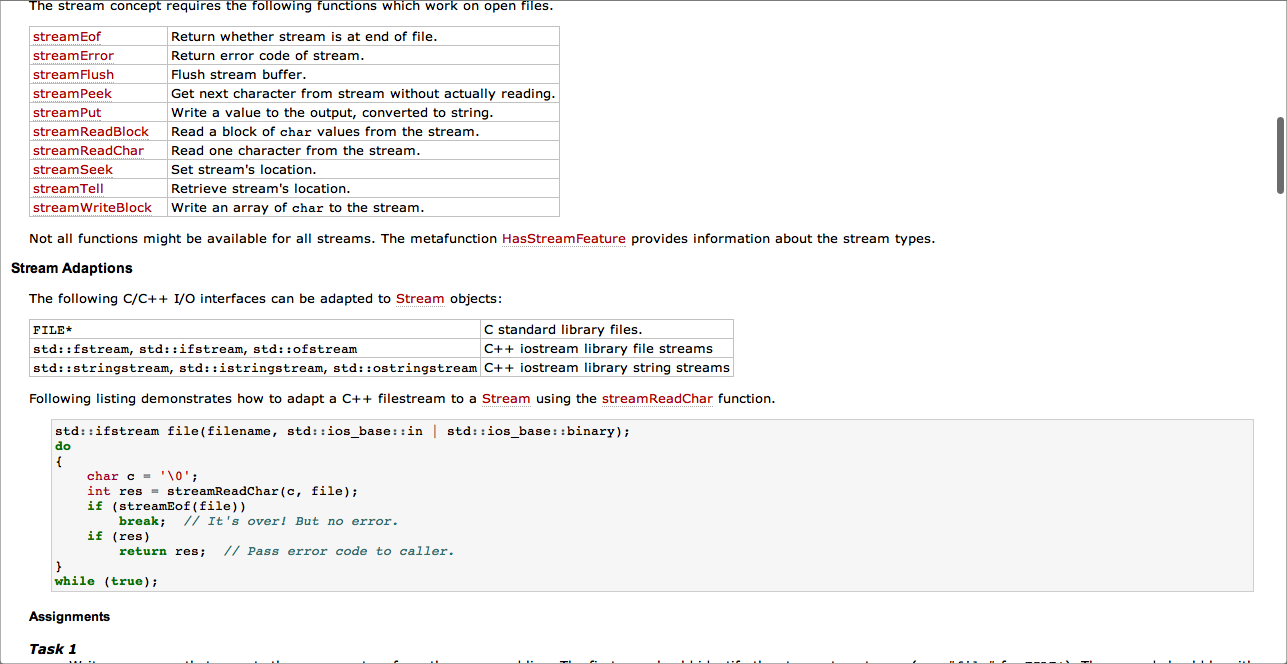 The stream concept requires the following functions which work on open files.
streamEof Return whether stream is at end of file.
streamError Return error code of stream.
streamFlush Flush stream buffer.
streamPeek Get next character from stream without actually reading.
streamPut Write a value to the output, converted to string.
streamReadBlock Read a block of char values from the stream.
streamReadChar Read one character from the stream.
streamSeek Set stream's location.
streamTell Retrieve stream's location.
streamWriteBlock Write an array of char to the stream.
Not all functions might be available for all streams. The metafunction HasStreamFeature provides information about the stream types.
Stream Adaptions
The following C/C++ I/O interfaces can be adapted to Stream objects:
FILE* C standard library files.
std::fstream, std::ifstream, std::ofstream C++ iostream library file streams
std::stringstream, std::istringstream, std::ostringstream C++ iostream library string streams
Following listing demonstrates how to adapt a C++ filestream to a Stream using the streamReadChar function.
std::ifstream file(filename, std::ios_base::in | std::ios_base::binary);
do
{
    char c = '\0';
    int res = streamReadChar(c, file);
    if (streamEof(file))
        break;  // It's over! But no error.
    if (res)
        return res;  // Pass error code to caller.
}
while (true);
Assignments
Task 1